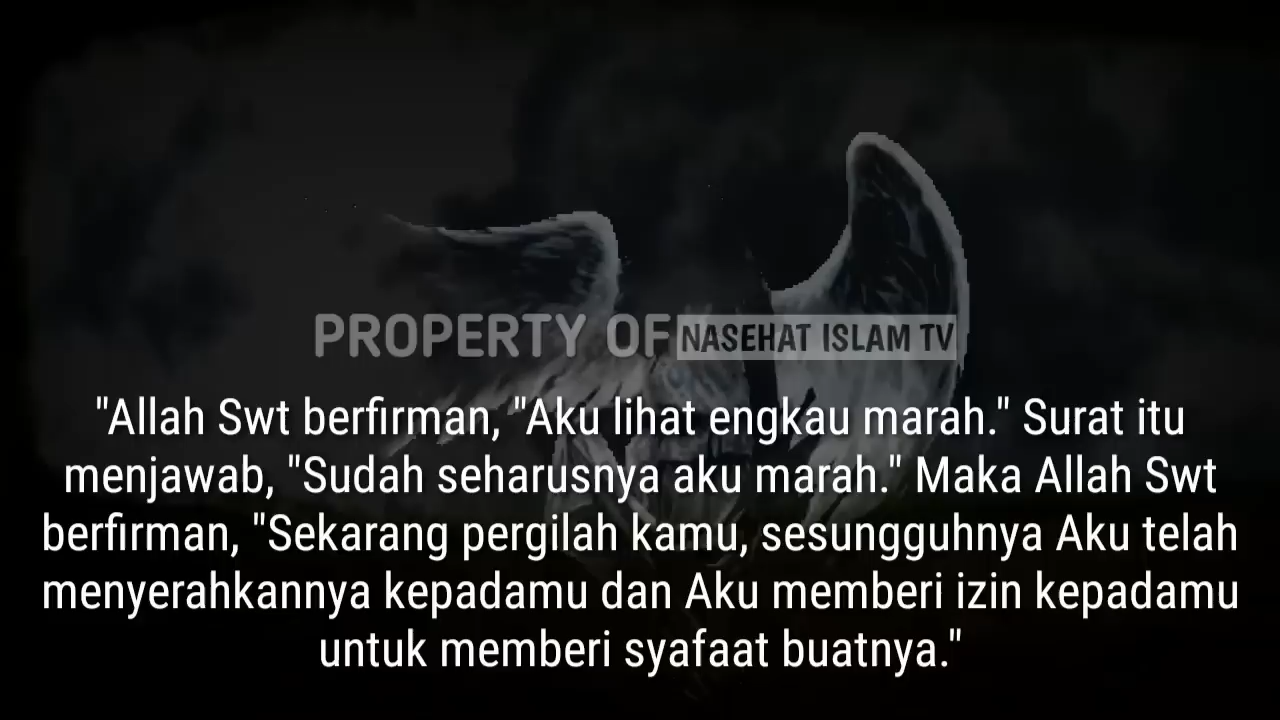 PROPERTY OF NASEHAT ISLAM TV
"Allah Swt berfirman, "Aku lihat engkau marah." Surat itu
menjawab, "Sudah seharusnya aku marah." Maka Allah Swt
berfirman, "Sekarang pergilah kamu, sesungguhnya Aku telah
menyerahkannya kepadamu dan Aku memberi izin kepadamu
untuk memberi syafaat buatnya."